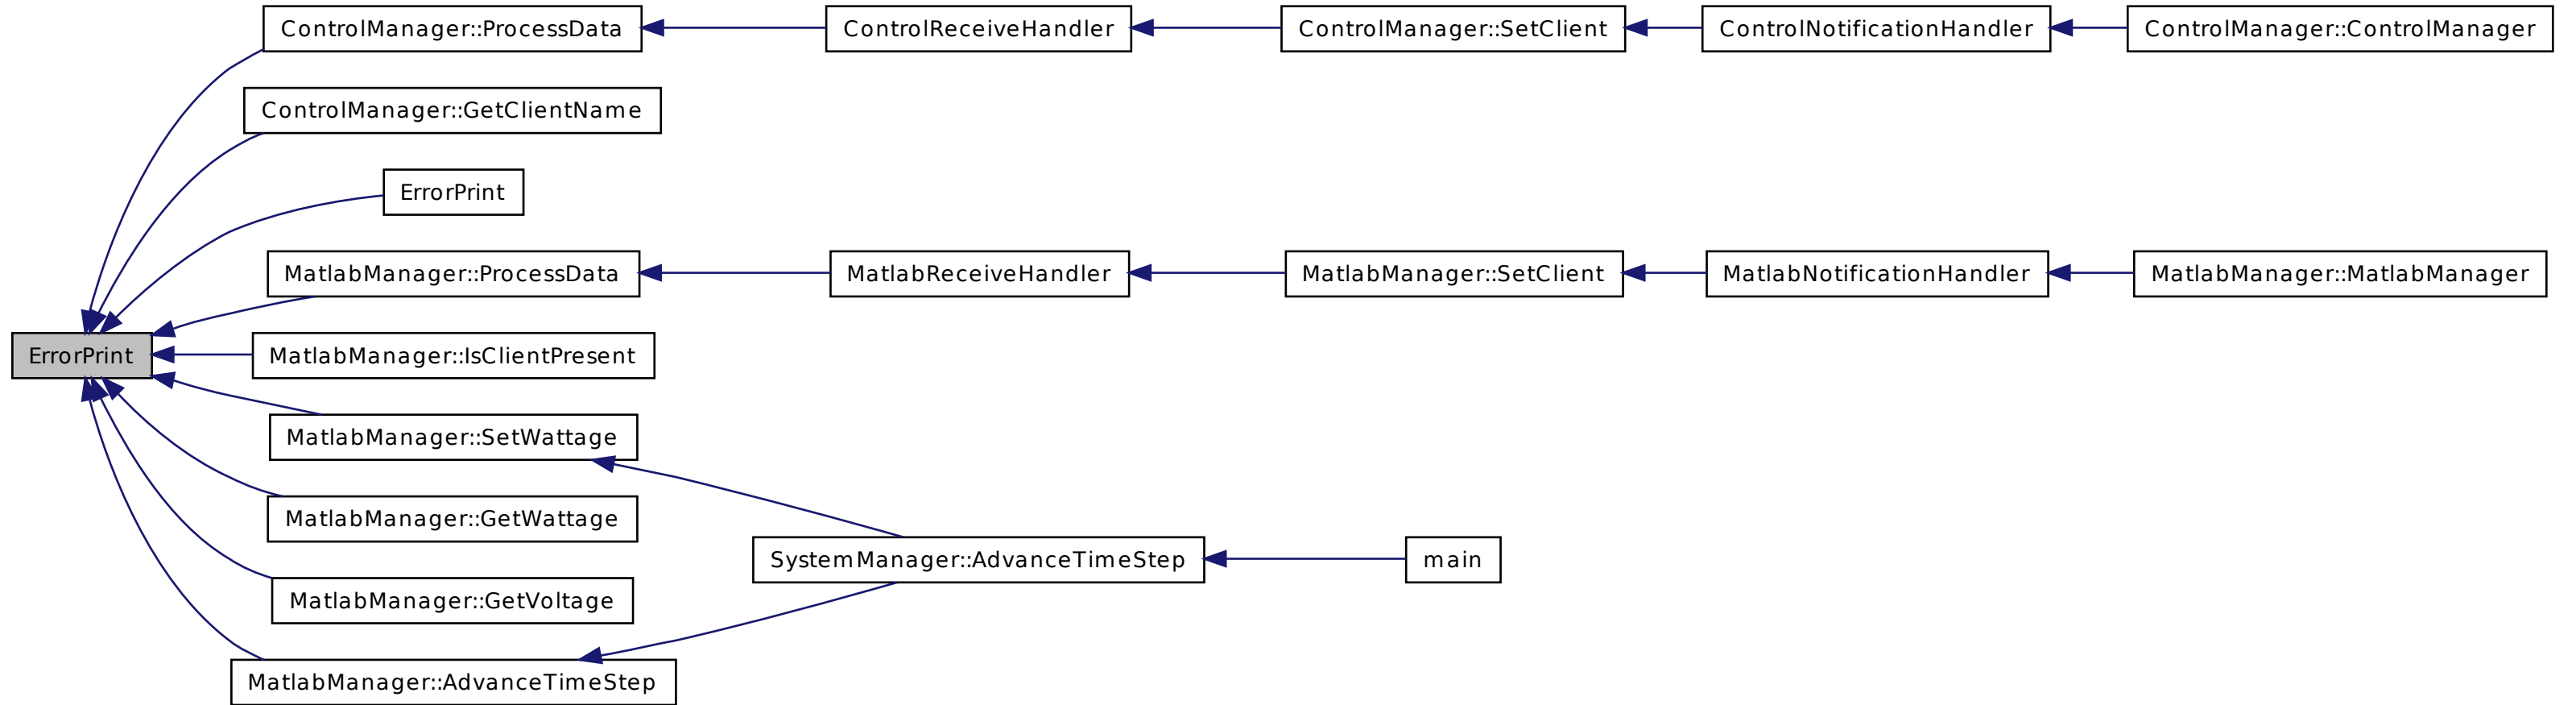 ControlManager::ProcessData
ControlReceiveHandler
ControlManager::SetClient
ControlNotificationHandler
ControlManager::ControlManager
ControlManager::GetClientName
ErrorPrint
MatlabManager::ProcessData
MatlabReceiveHandler
MatlabManager::SetClient
MatlabNotificationHandler
MatlabManager::MatlabManager
ErrorPrint
MatlabManager::IsClientPresent
MatlabManager::SetWattage
MatlabManager::GetWattage
SystemManager::AdvanceTimeStep
main
MatlabManager::GetVoltage
MatlabManager::AdvanceTimeStep